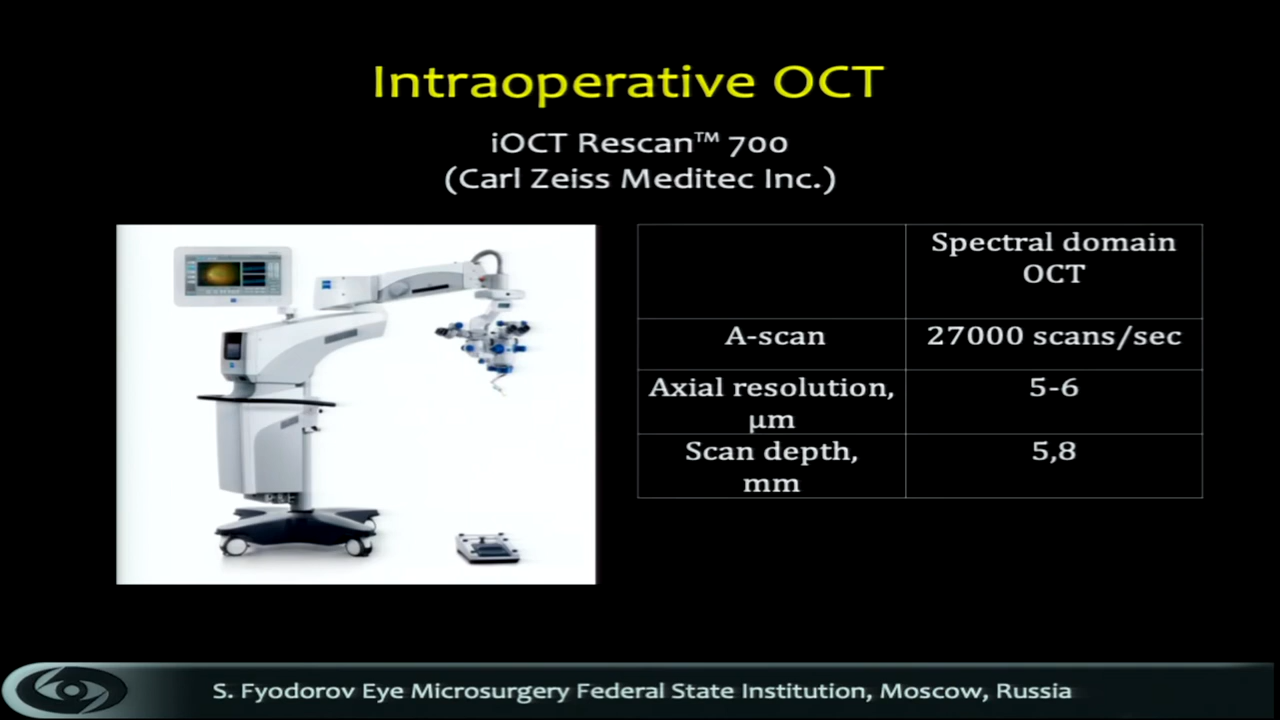 Intraoperative OCT
iOCT Rescan™ 700
(Carl Zeiss Meditec Inc.)
Spectral domain
OCT
A-scan
27000 scans/sec
Axial resolution,
µm
5-6
Scan depth,
mm
5,8
S. Fyodorov Eye Microsurgery Federal State Institution, Moscow, Russia